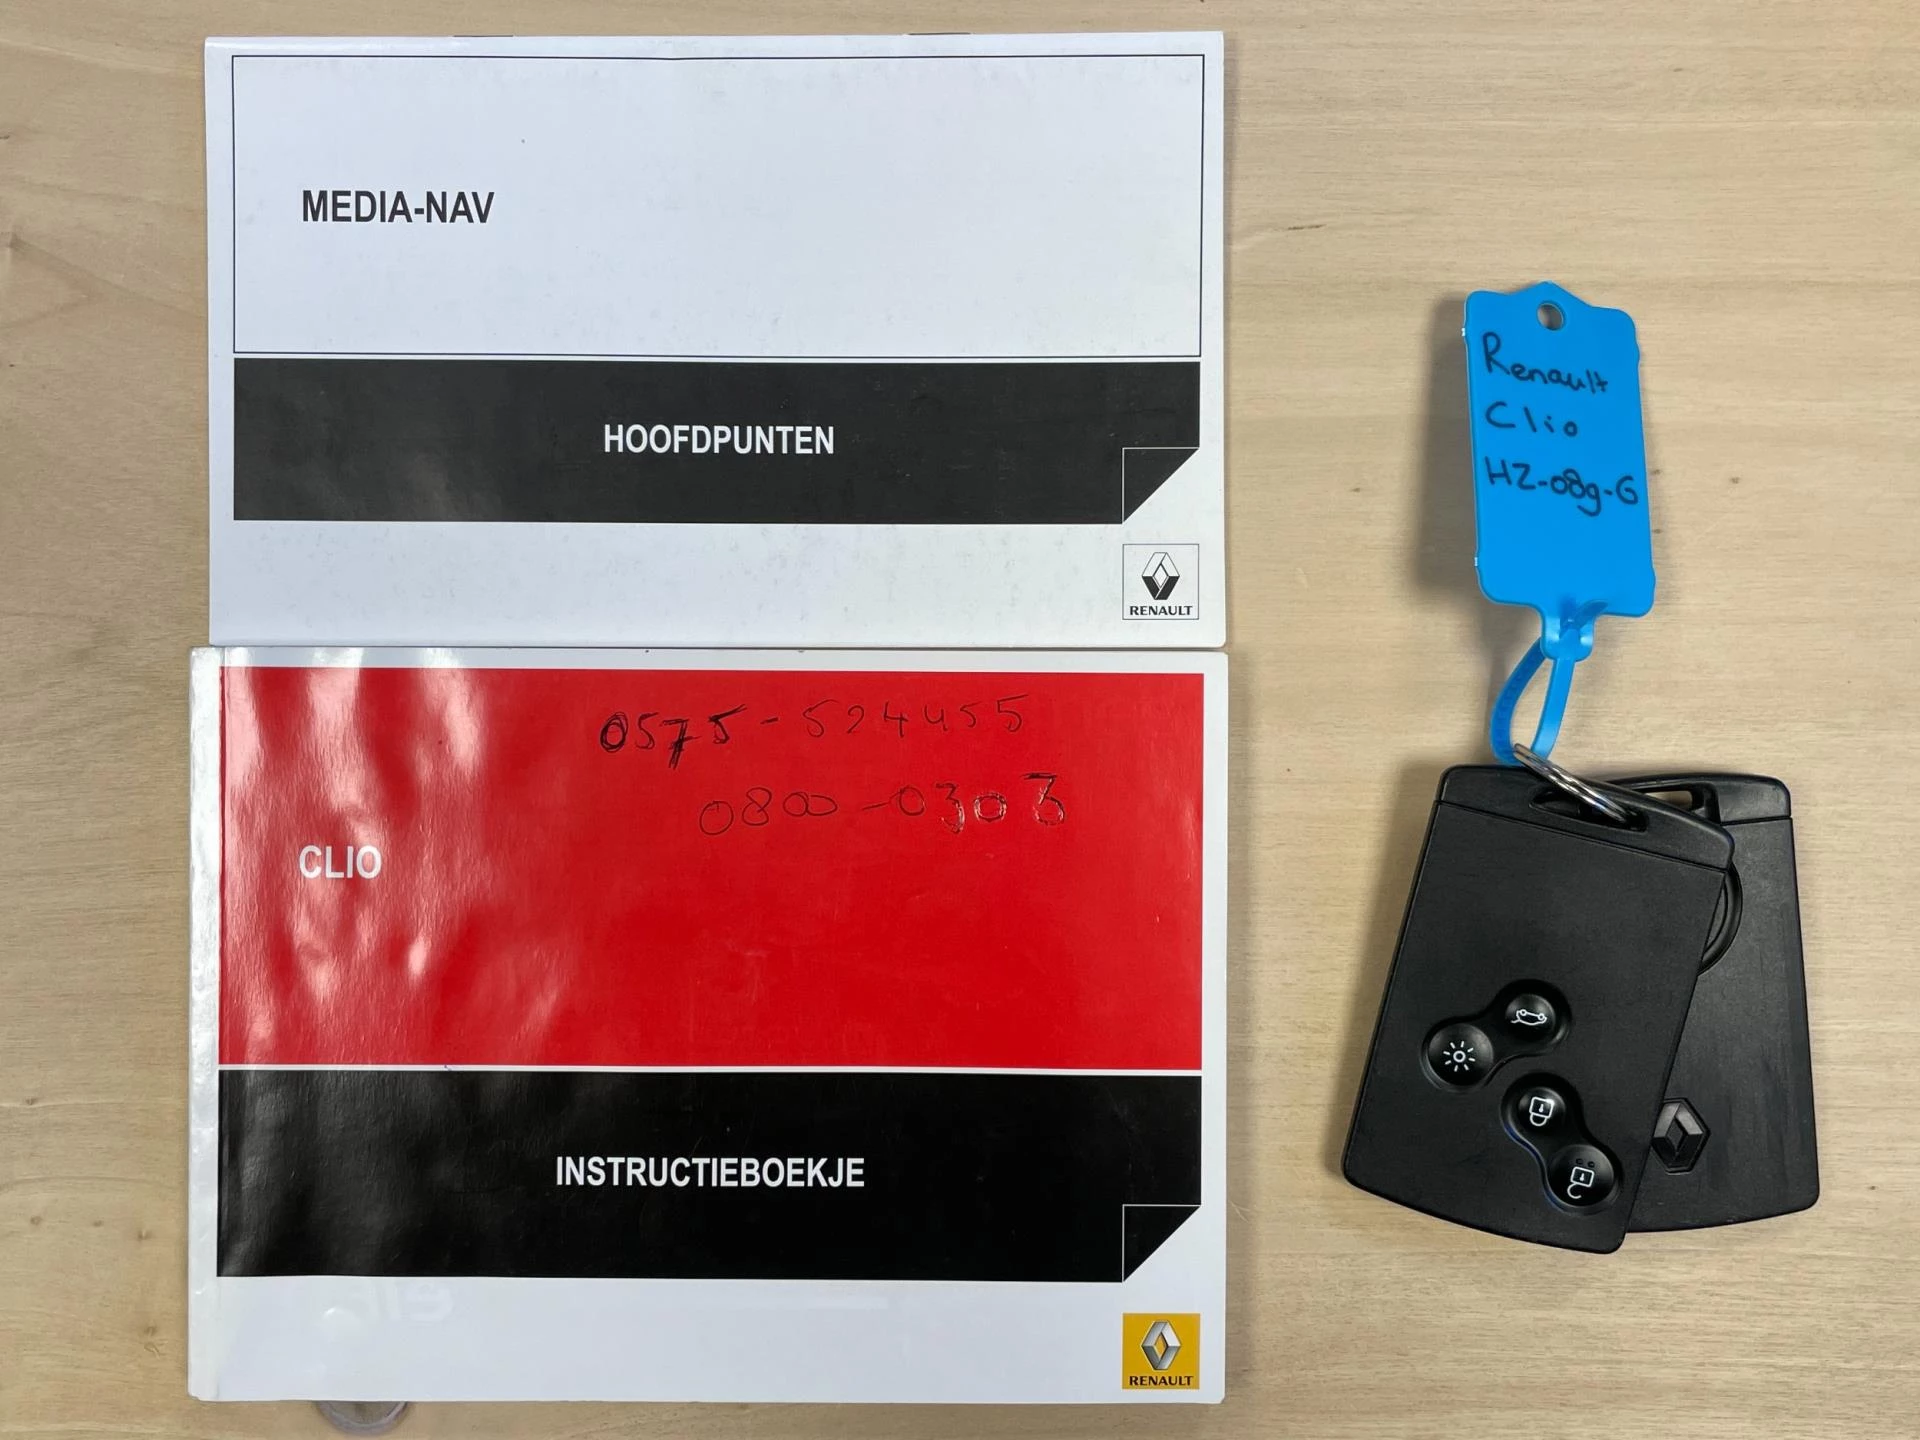 MEDIA-NAV
HOOFDPUNTEN
RENAULT
0575-524455
0800-0303
CLIO
INSTRUCTIEBOEKJE
RENAULT
Renault
Clio
HZ-089-G